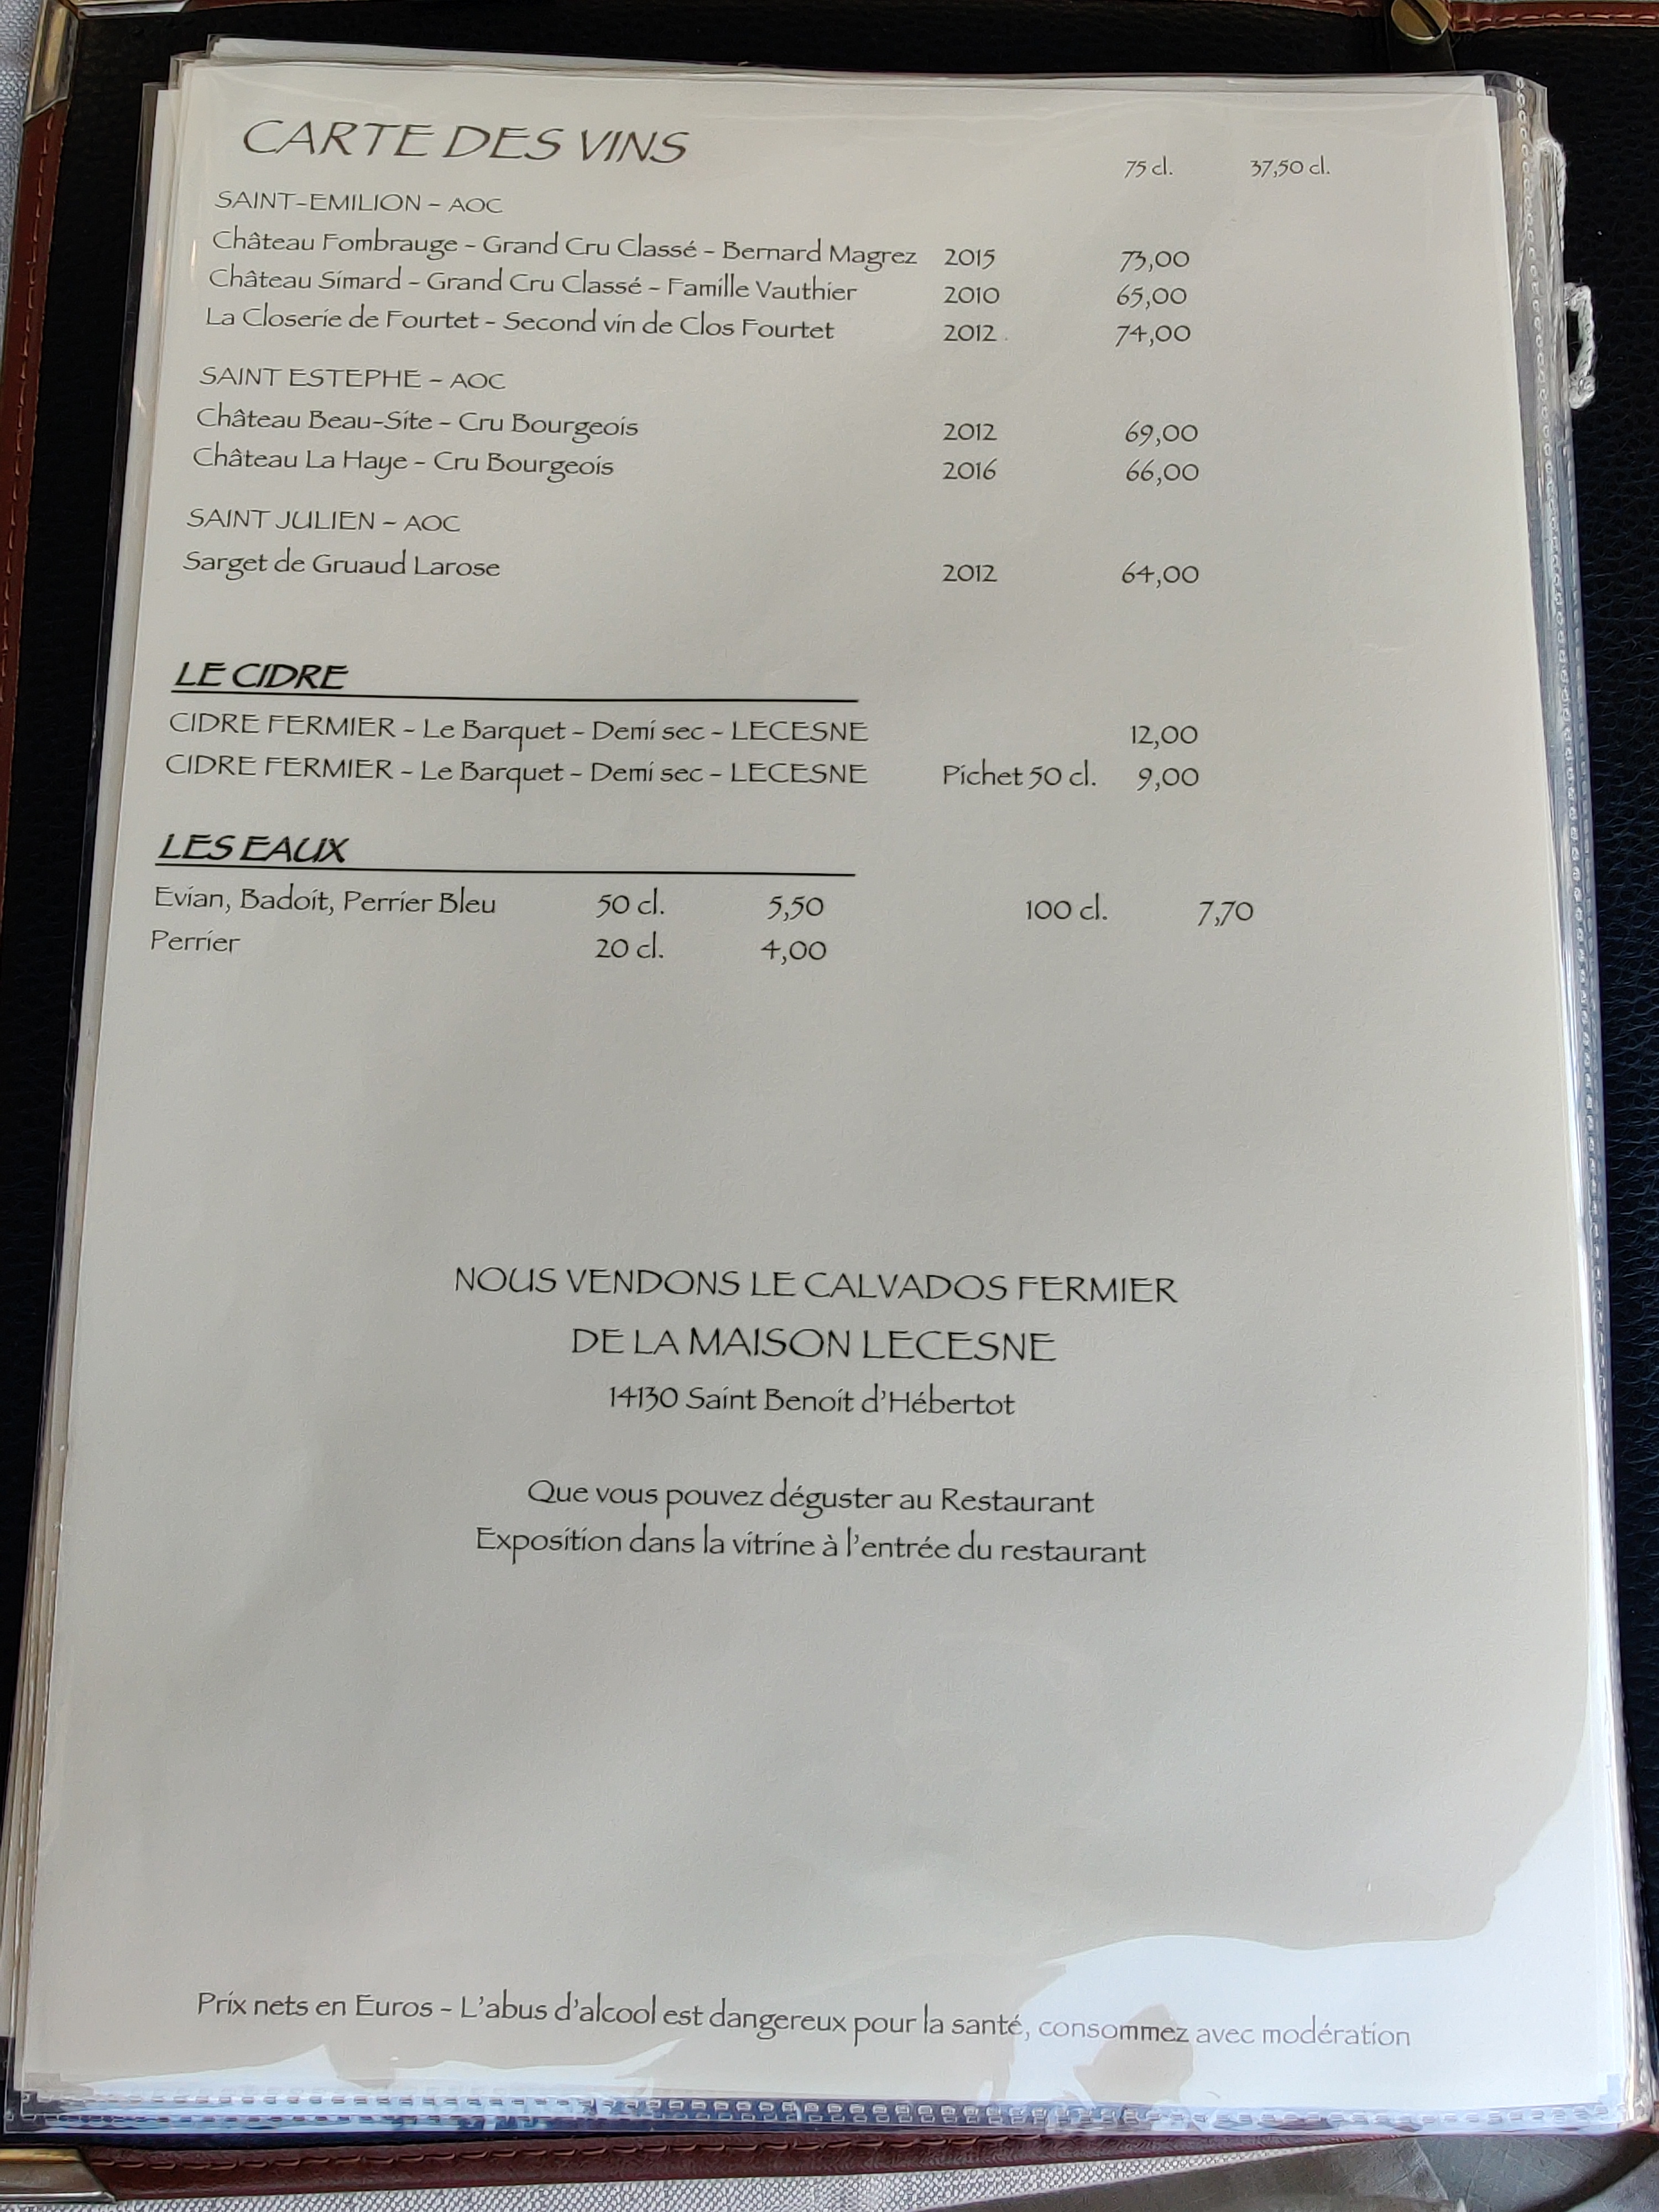 CARTE DES VINS 75 cl. 37,50 cl.
SAINT-EMILION - AOC
Château Fombrauge - Grand Cru Classé - Bernard Magrez 2015 73,00
Château Simard - Grand Cru Classé - Famille Vauthier 2010 65,00
La Closerie de Fourtet - Second vin de Clos Fourtet 2012 74,00
SAINT ESTEPHE - AOC
Château Beau-Site - Cru Bourgeois 2012 69,00
Château La Haye - Cru Bourgeois 2016 66,00
SAINT JULIEN - AOC
Sarget de Gruaud Larose 2012 64,00
LE CIDRE
CIDRE FERMIER - Le Barquet - Demi sec - LECESNE 12,00
CIDRE FERMIER - Le Barquet - Demi sec - LECESNE Pichet 50 cl. 9,00
LES EAUX
Evian, Badoit, Perrier Bleu 50 cl. 5,50 100 cl. 7,70
Perrier 20 cl. 4,00
NOUS VENDONS LE CALVADOS FERMIER
DE LA MAISON LECESNE
14130 Saint Benoit d'Hébertot
Que vous pouvez déguster au Restaurant
Exposition dans la vitrine à l'entrée du restaurant
Prix nets en Euros - L'abus d'alcool est dangereux pour la santé, consommez avec modération